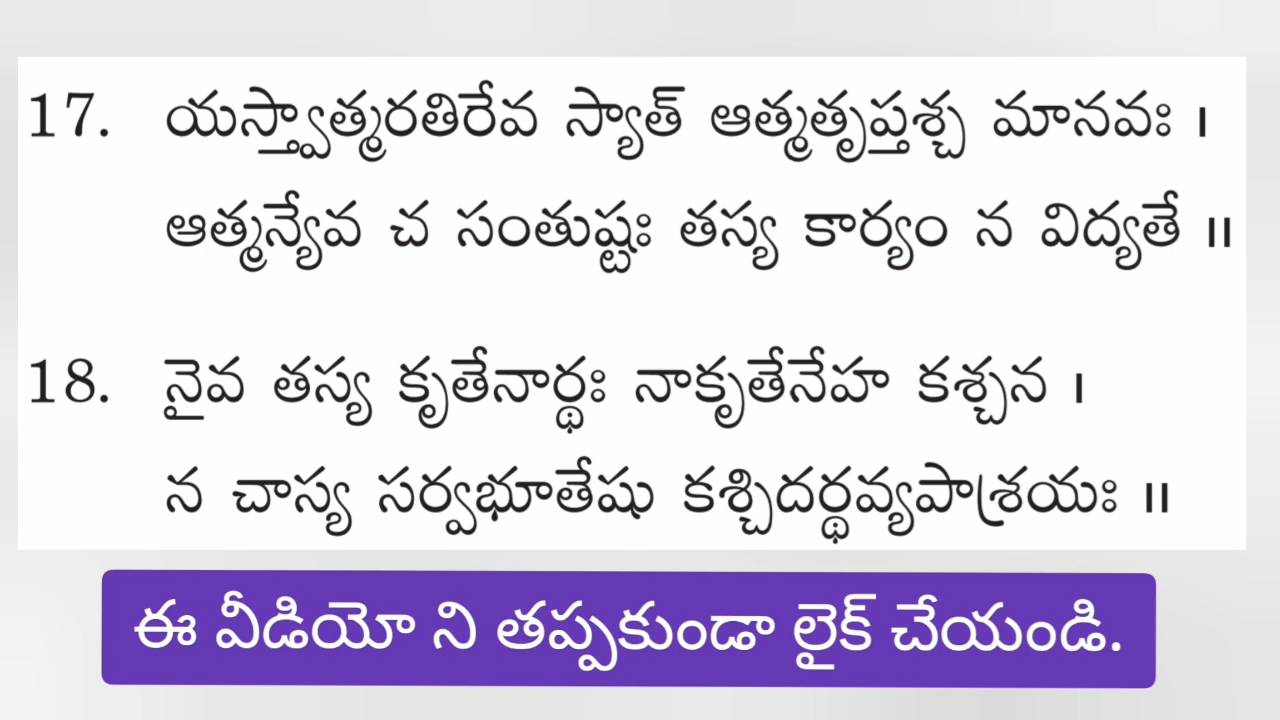 17. యస్త్వాత్మరతిరేవ స్యాత్ ఆత్మతృప్తశ్చ మానవః ।
ఆత్మన్యేవ చ సంతుష్టః తస్య కార్యం న విద్యతే ॥
18. నైవ తస్య కృతేనార్థః నాకృతేనేహ కశ్చన ।
న చాస్య సర్వభూతేషు కశ్చిదర్థవ్యపాశ్రయః ॥
ఈ వీడియో ని తప్పకుండా లైక్ చేయండి.